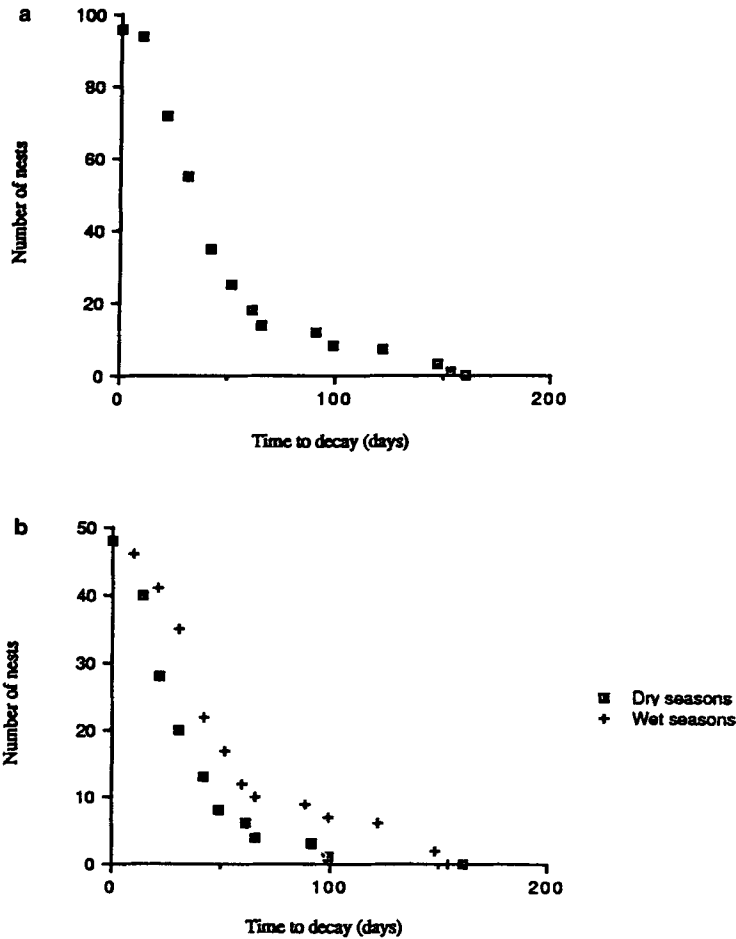 a
100
80
60
40
20
0
Number of nests
0 100 200
Time to decay (days)
b
50
40
30
20
10
0
Number of nests
0 100 200
Time to decay (days)
Dry seasons
Wet seasons